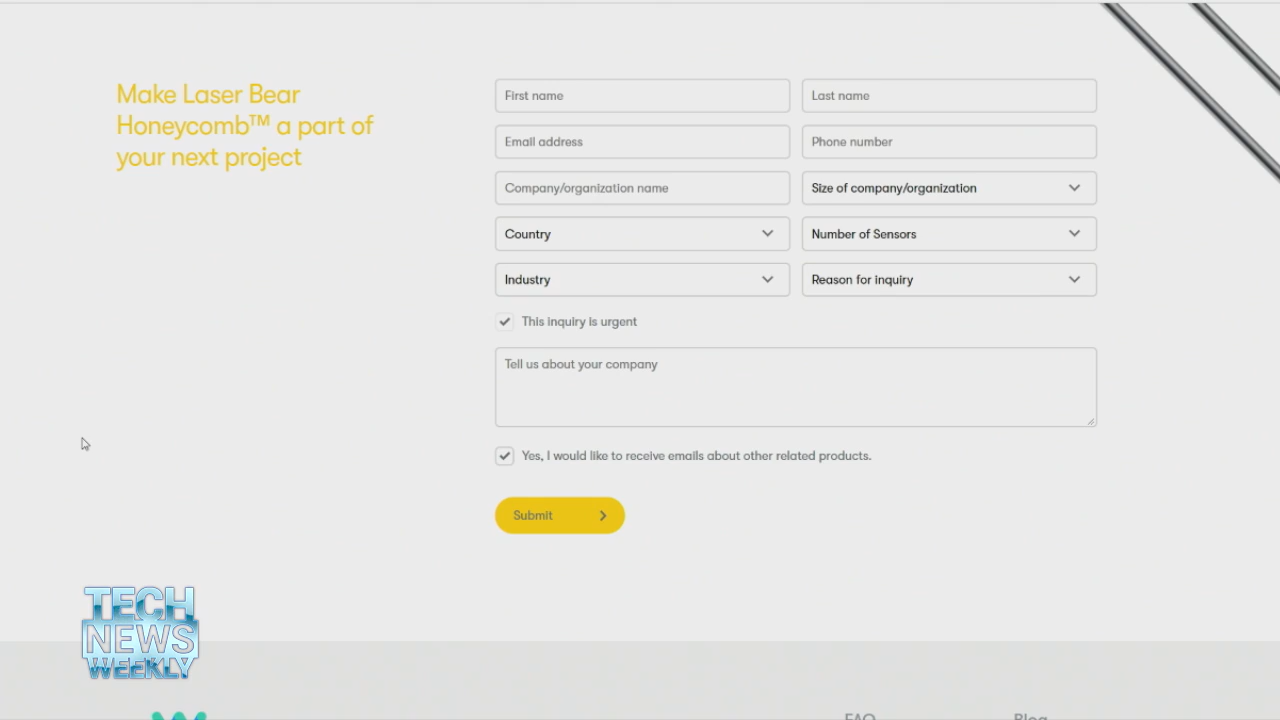 Make Laser Bear
Honeycomb™ a part of
your next project
First name
Last name
Email address
Phone number
Company/organization name
Size of company/organization
Country
Number of Sensors
Industry
Reason for inquiry
This inquiry is urgent
Tell us about your company
Yes, I would like to receive emails about other related products.
Submit
TECH
NEWS
WEEKLY
FAQ
Blog